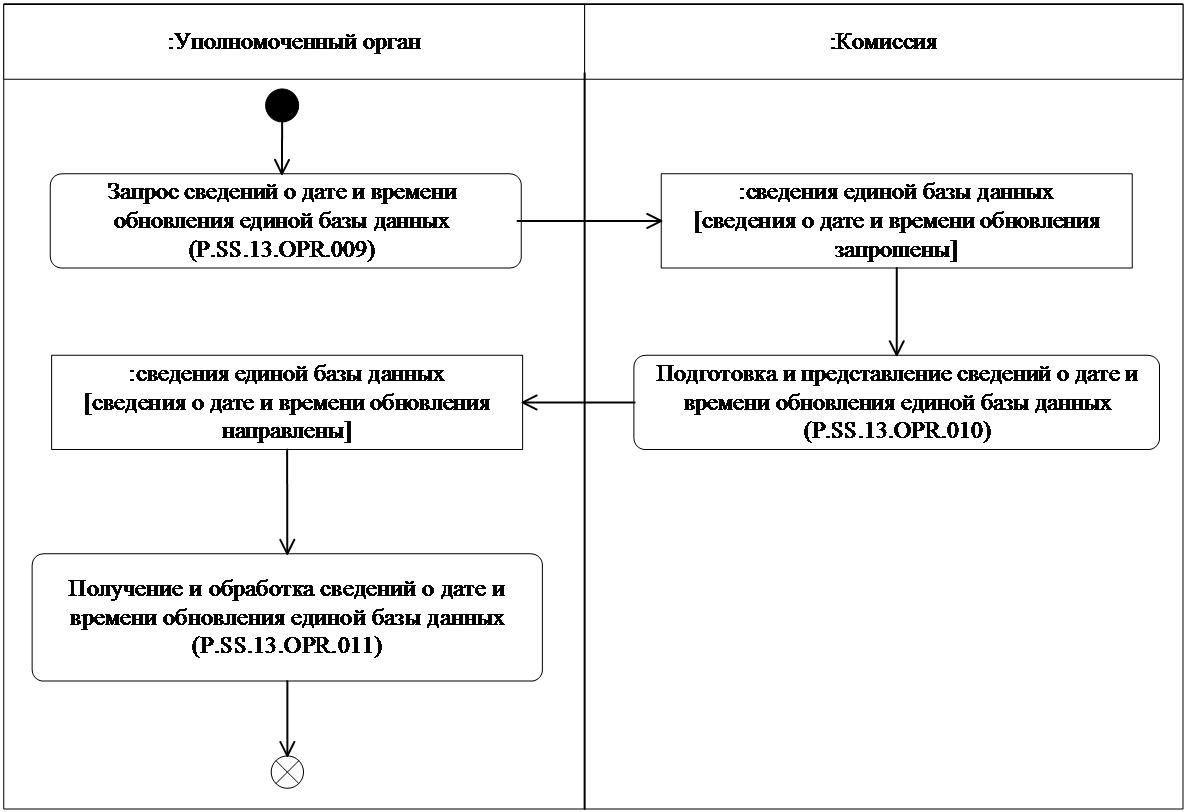 :Уполномоченный орган
:Комиссия
Запрос сведений о дате и времени
обновления единой базы данных
(P.SS.13.OPR.009)
:сведения единой базы данных
[сведения о дате и времени обновления
запрошены]
:сведения единой базы данных
[сведения о дате и времени обновления
направлены]
Подготовка и представление сведений о дате и
времени обновления единой базы данных
(P.SS.13.OPR.010)
Получение и обработка сведений о дате и
времени обновления единой базы данных
(P.SS.13.OPR.011)